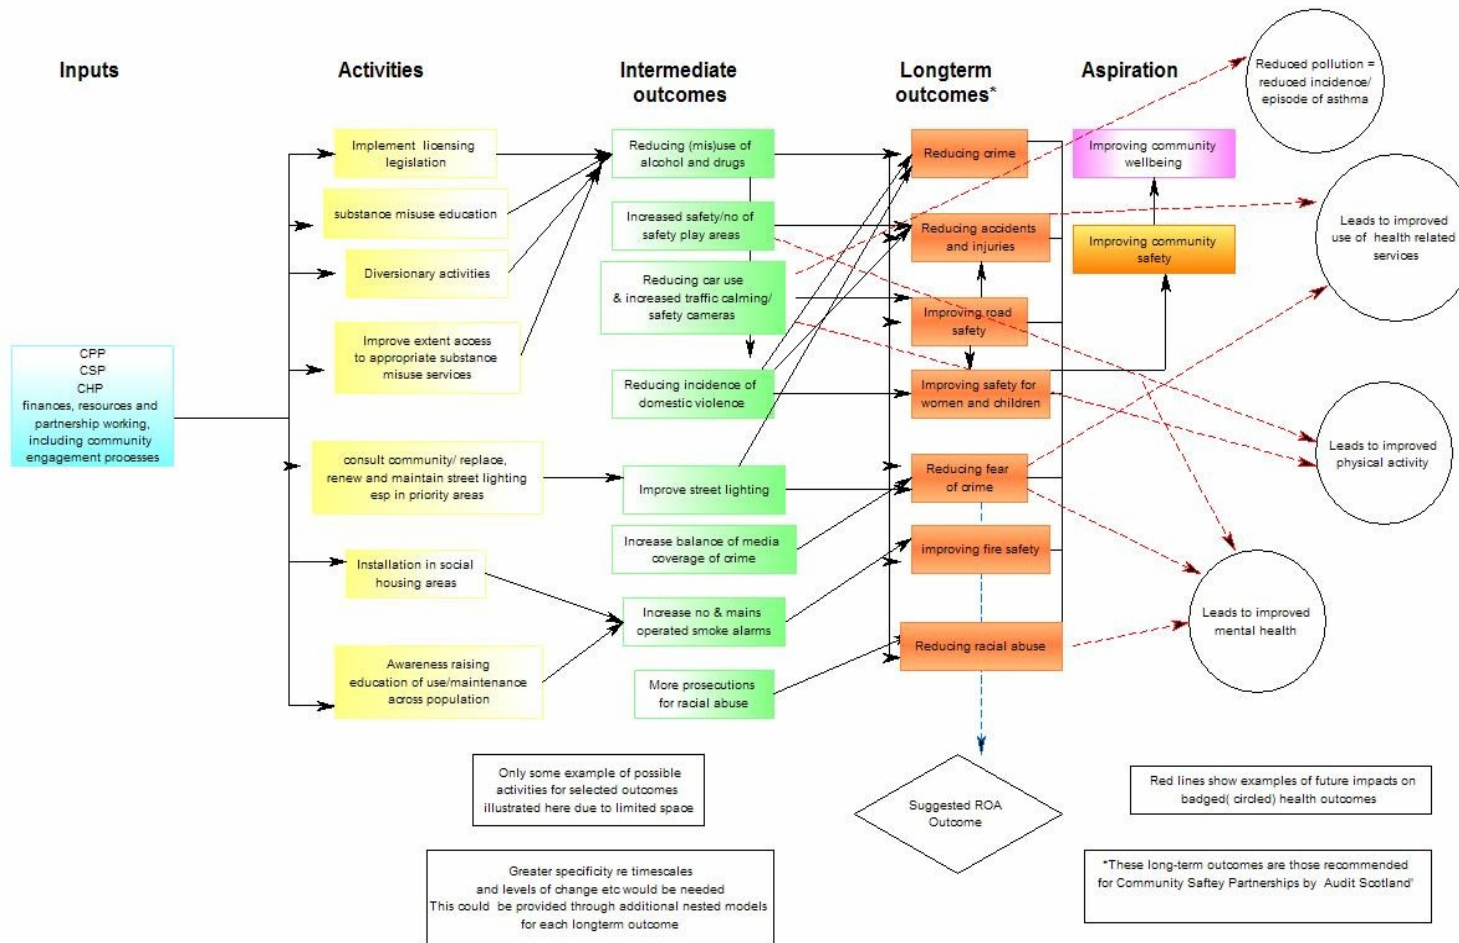 Inputs
Activities
Intermediate
outcomes
Longterm
outcomes*
Aspiration
CPP
CSP
CHP
finances, resources and
partnership working,
including community
engagement processes
Implement licensing
legislation
substance misuse education
Diversionary activities
Improve extent access
to appropriate substance
misuse services
consult community/ replace,
renew and maintain street lighting
esp in priority areas
Installation in social
housing areas
Awareness raising
education of use/maintenance
across population
Reducing (mis)use of
alcohol and drugs
Increased safety/no of
safety play areas
Reducing car use
& increased traffic calming/
safety cameras
Reducing incidence of
domestic violence
Improve street lighting
Increase balance of media
coverage of crime
Increase no & mains
operated smoke alarms
More prosecutions
for racial abuse
Reducing crime
Reducing accidents
and injuries
Improving road
safety
Improving safety for
women and children
Reducing fear
of crime
improving fire safety
Reducing racial abuse
Improving community
wellbeing
Improving community
safety
Reduced pollution =
reduced incidence/
episode of asthma
Leads to improved
use of health related
services
Leads to improved
physical activity
Leads to improved
mental health
Only some example of possible
activities for selected outcomes
illustrated here due to limited space
Greater specificity re timescales
and levels of change etc would be needed
This could be provided through additional nested models
for each longterm outcome
Suggested ROA
Outcome
Red lines show examples of future impacts on
badged( circled) health outcomes
*These long-term outcomes are those recommended
for Community Saftey Partnerships by Audit Scotland'